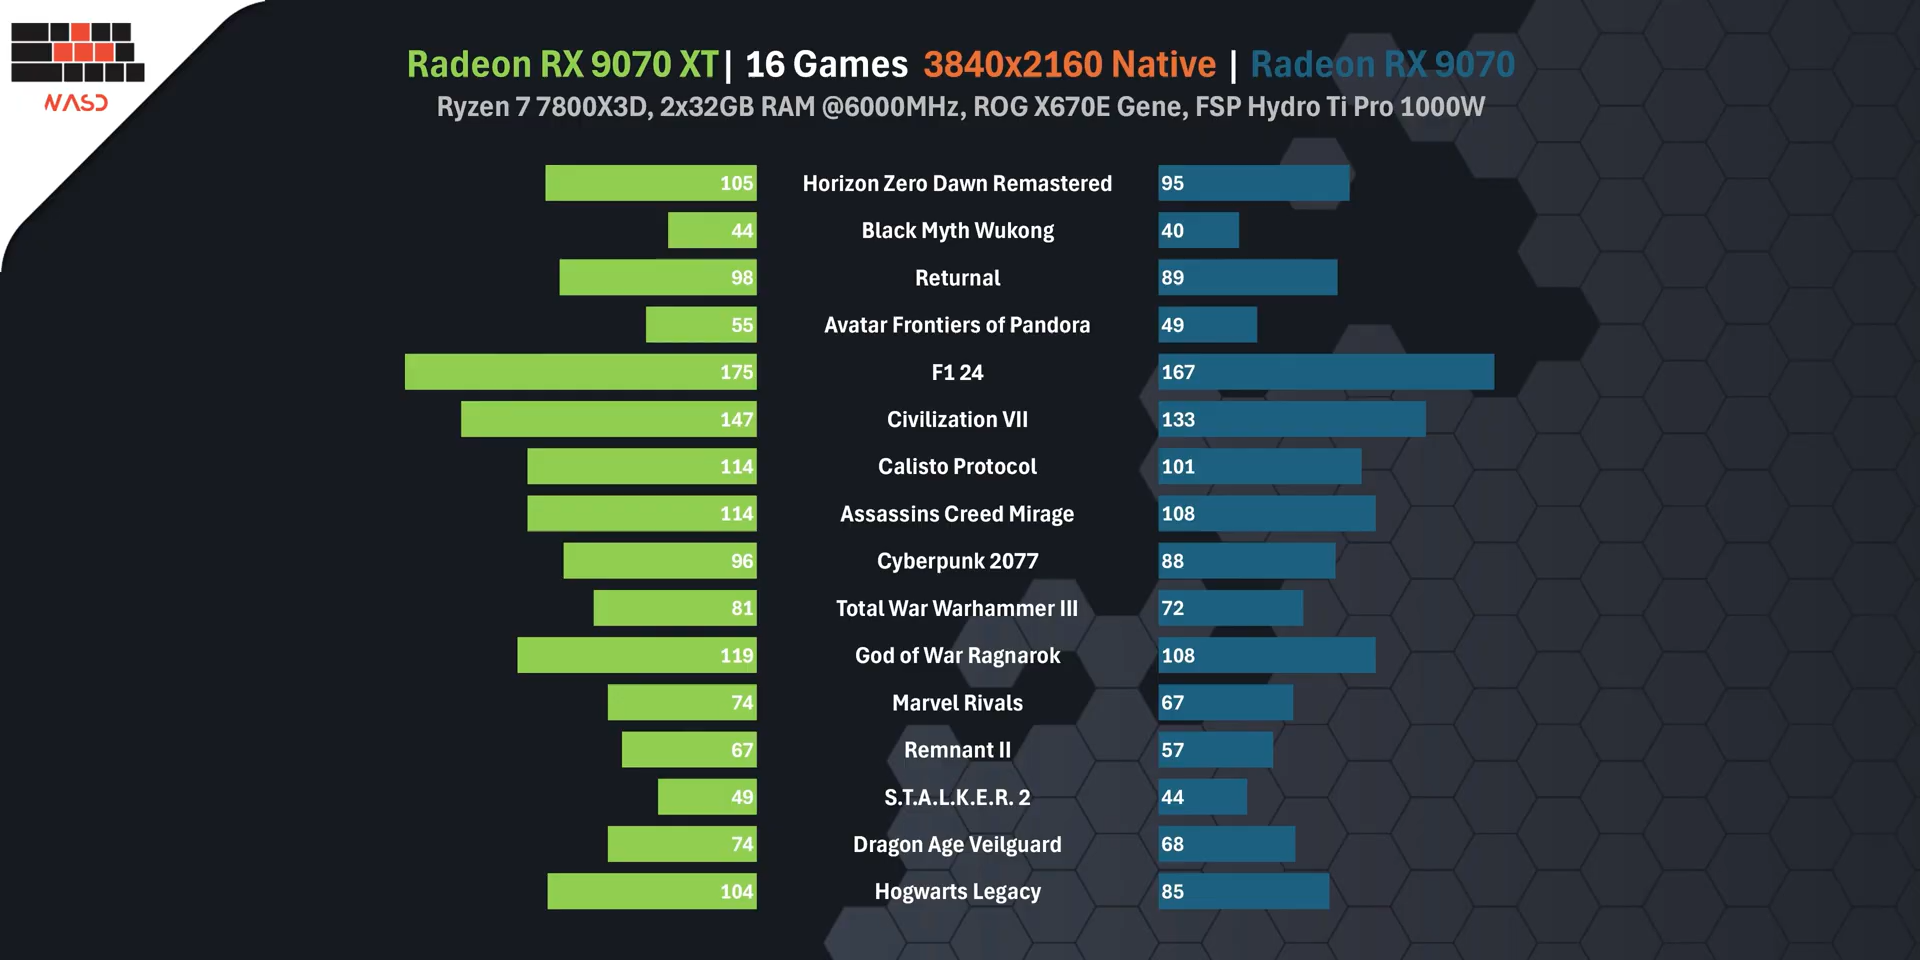 WASD
Radeon RX 9070 XT| 16 Games 3840x2160 Native | Radeon RX 9070
Ryzen 7 7800X3D, 2x32GB RAM @6000MHz, ROG X670E Gene, FSP Hydro Ti Pro 1000W
105 Horizon Zero Dawn Remastered 95
44 Black Myth Wukong 40
98 Returnal 89
55 Avatar Frontiers of Pandora 49
175 F1 24 167
147 Civilization VII 133
114 Calisto Protocol 101
114 Assassins Creed Mirage 108
96 Cyberpunk 2077 88
81 Total War Warhammer III 72
119 God of War Ragnarok 108
74 Marvel Rivals 67
67 Remnant II 57
49 S.T.A.L.K.E.R. 2 44
74 Dragon Age Veilguard 68
104 Hogwarts Legacy 85